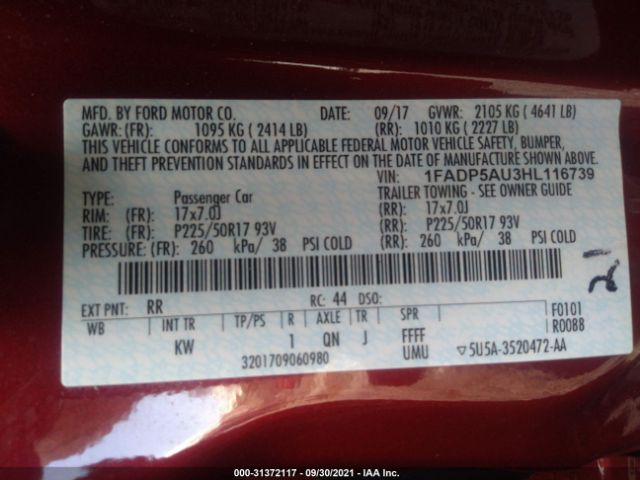 MFD. BY FORD MOTOR CO. DATE: 09/17 GVWR: 2105 KG (4641 LB)
GAWR: (FR): 1095 KG (2414 LB) (RR): 1010 KG (2227 LB)
THIS VEHICLE CONFORMS TO ALL APPLICABLE FEDERAL MOTOR VEHICLE SAFETY, BUMPER,
AND THEFT PREVENTION STANDARDS IN EFFECT ON THE DATE OF MANUFACTURE SHOWN ABOVE.
VIN: 1FADP5AU3HL116739
TYPE: Passenger Car TRAILER TOWING - SEE OWNER GUIDE
RIM: (FR): 17x7.0J (RR): 17x7.0J
TIRE: (FR): P225/50R17 93V (RR): P225/50R17 93V
PRESSURE: (FR): 260 kPa/ 38 PSI COLD (RR): 260 kPa/ 38 PSI COLD
EXT PNT: RR RC: 44 DSO: F0101
WB INT TR TP/PS R AXLE TR SPR R0088
KW 1 QN J FFFF
3201709060980 UMU ▽5U5A-3520472-AA
000-31372117 - 09/30/2021 - IAA Inc.